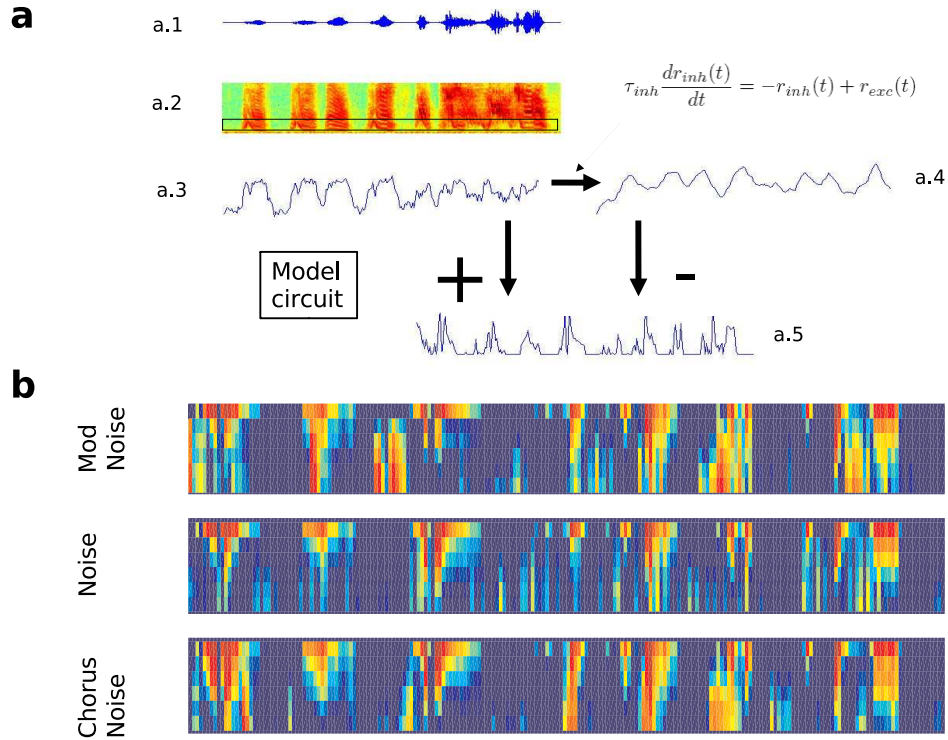 a
a.1
a.2
τ_inh dr_inh(t)/dt = −r_inh(t) + r_exc(t)
a.3
a.4
Model
circuit
+
-
a.5
b
Mod
Noise
Noise
Chorus
Noise